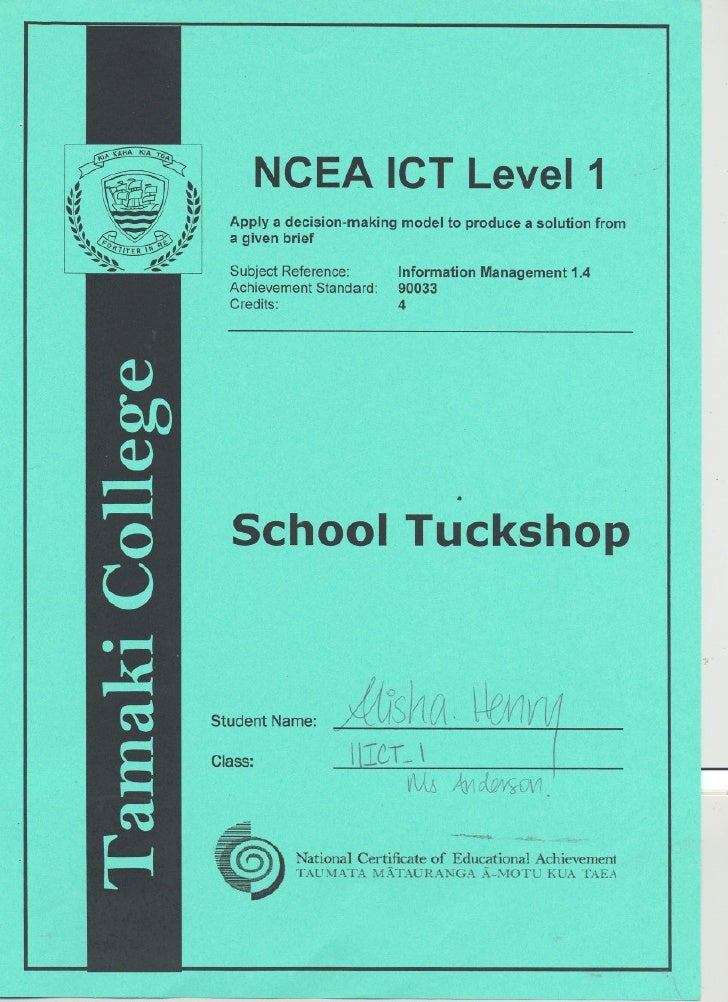 KIA KAHA KIA TOA
FORTITER IN RE
Tamaki College
NCEA ICT Level 1
Apply a decision-making model to produce a solution from
a given brief
Subject Reference: Information Management 1.4
Achievement Standard: 90033
Credits: 4
School Tuckshop
Student Name: Alisha. Henry
Class: 11ICT_1
Ms Anderson.
National Certificate of Educational Achievement
TAUMATA MĀTAURANGA Ā-MOTU KUA TAEA